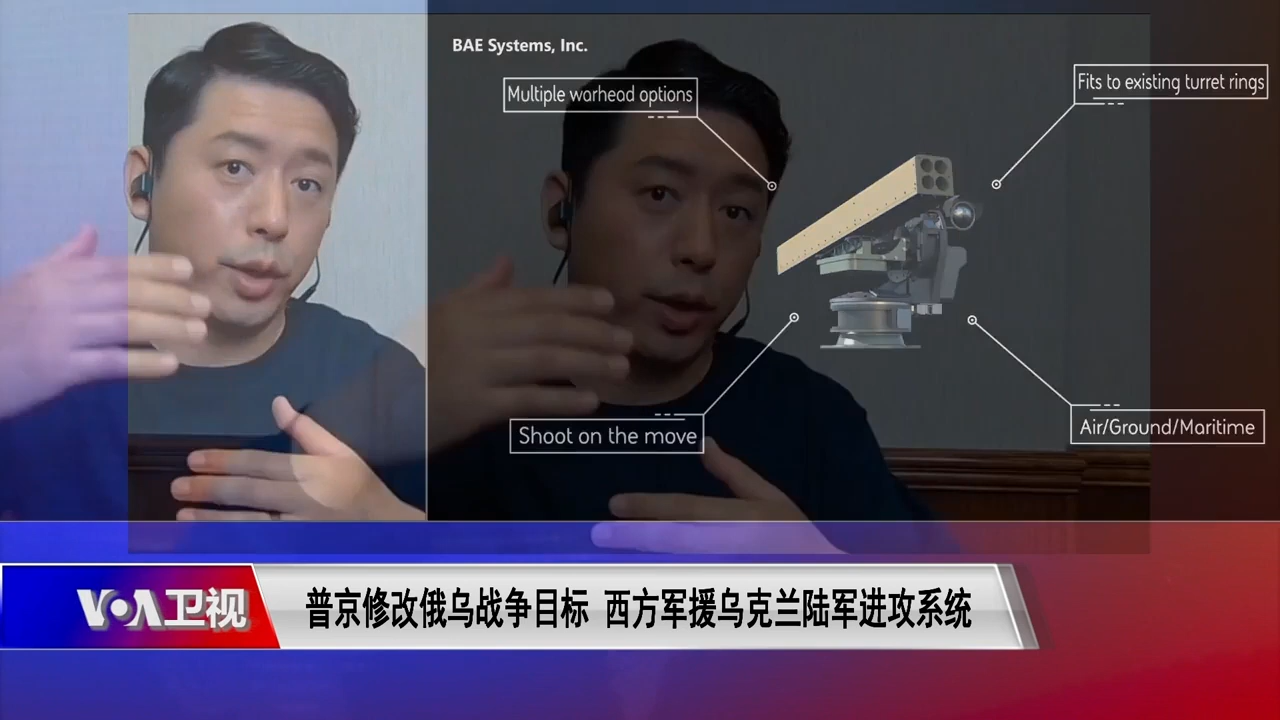 BAE Systems, Inc.
Multiple warhead options
Fits to existing turret rings
Shoot on the move
Air/Ground/Maritime
VOA卫视
普京修改俄乌战争目标 西方军援乌克兰陆军进攻系统